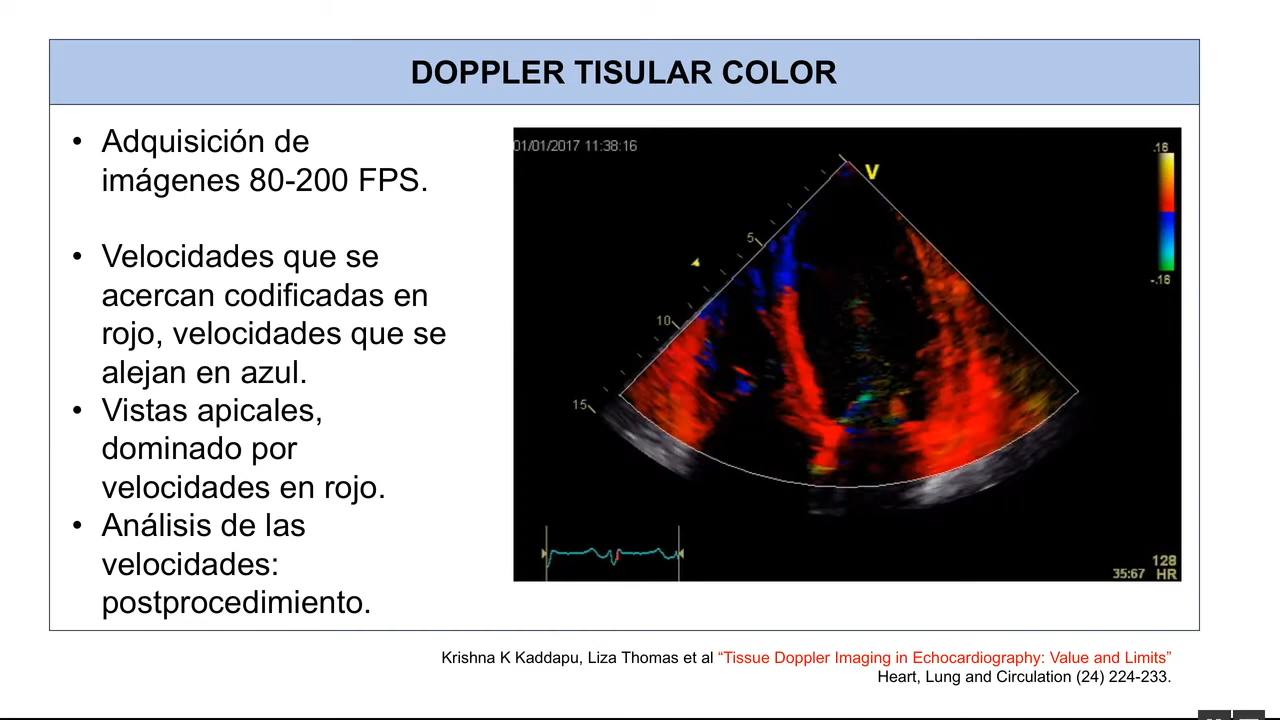 DOPPLER TISULAR COLOR
• Adquisición de
imágenes 80-200 FPS.
• Velocidades que se
acercan codificadas en
rojo, velocidades que se
alejan en azul.
• Vistas apicales,
dominado por
velocidades en rojo.
• Análisis de las
velocidades:
postprocedimiento.
01/01/2017 11:38:16
V
.16
-.16
5
10
15
128
35:67 HR
Krishna K Kaddapu, Liza Thomas et al “Tissue Doppler Imaging in Echocardiography: Value and Limits”
Heart, Lung and Circulation (24) 224-233.